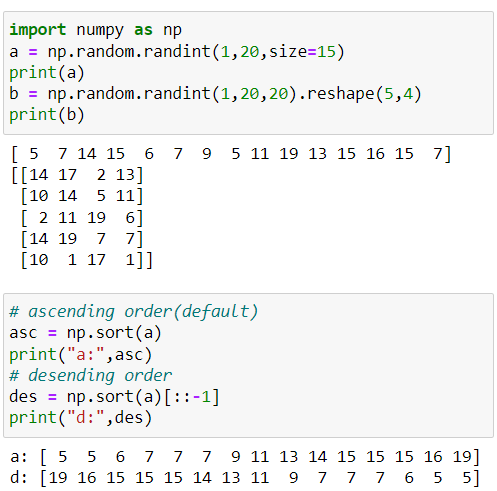 import numpy as np
a = np.random.randint(1,20,size=15)
print(a)
b = np.random.randint(1,20,20).reshape(5,4)
print(b)
[ 5  7 14 15  6  7  9  5 11 19 13 15 16 15  7]
[[14 17  2 13]
 [10 14  5 11]
 [ 2 11 19  6]
 [14 19  7  7]
 [10  1 17  1]]
# ascending order(default)
asc = np.sort(a)
print("a:",asc)
# desending order
des = np.sort(a)[::-1]
print("d:",des)
a: [ 5  5  6  7  7  7  9 11 13 14 15 15 15 16 19]
d: [19 16 15 15 15 14 13 11  9  7  7  7  6  5  5]